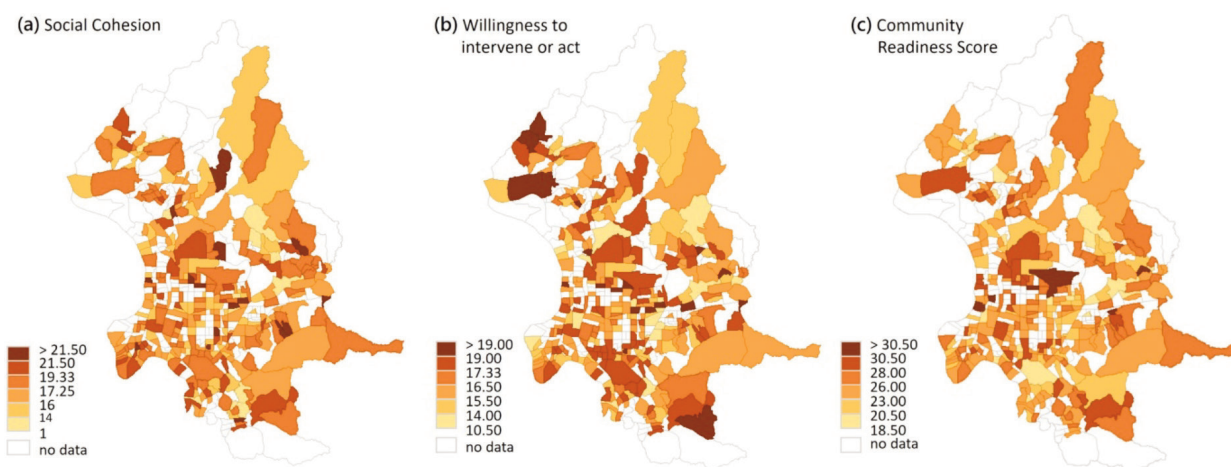 (a) Social Cohesion
> 21.50
21.50
19.33
17.25
16
14
1
no data
(b) Willingness to
intervene or act
> 19.00
19.00
17.33
16.50
14.00
10.50
no data
(c) Community
Readiness Score
> 30.50
30.50
28.00
26.00
23.00
20.50
18.50
no data